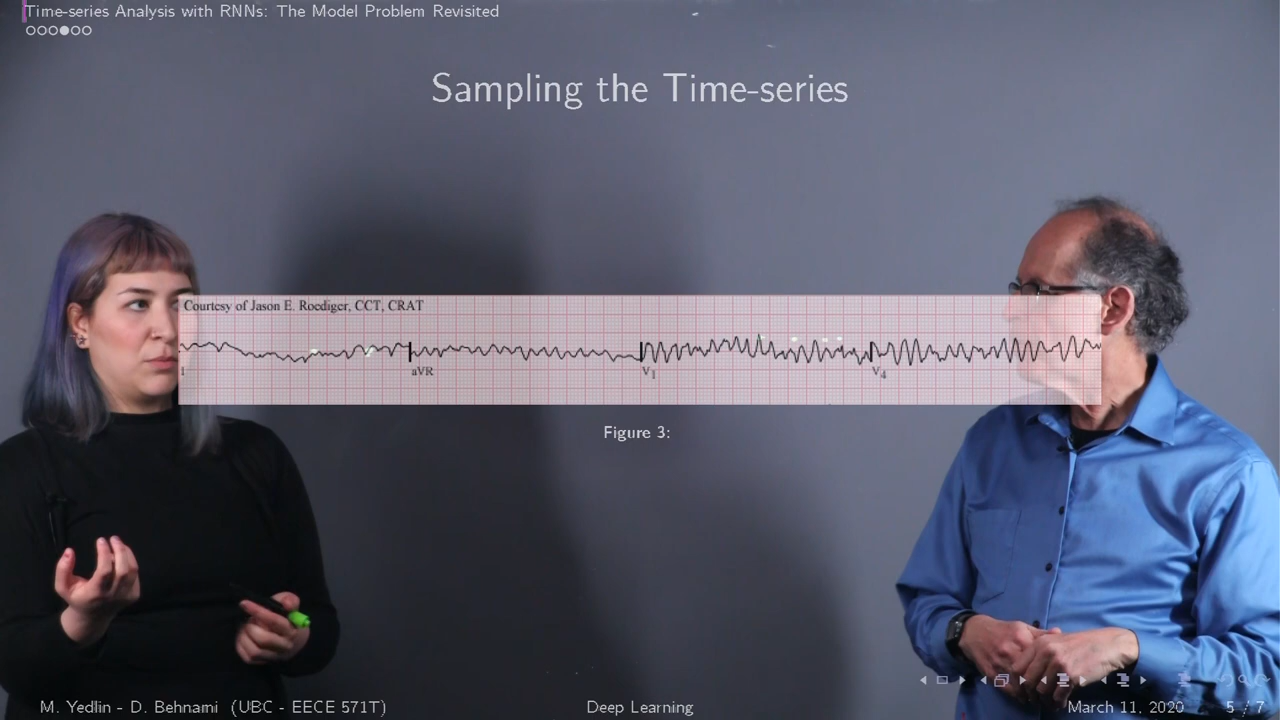 Time-series Analysis with RNNs: The Model Problem Revisited
Sampling the Time-series
Courtesy of Jason E. Roediger, CCT, CRAT
I
aVR
V1
V4
Figure 3:
M. Yedlin - D. Behnami (UBC - EECE 571T)
Deep Learning
March 11, 2020
5 / 7